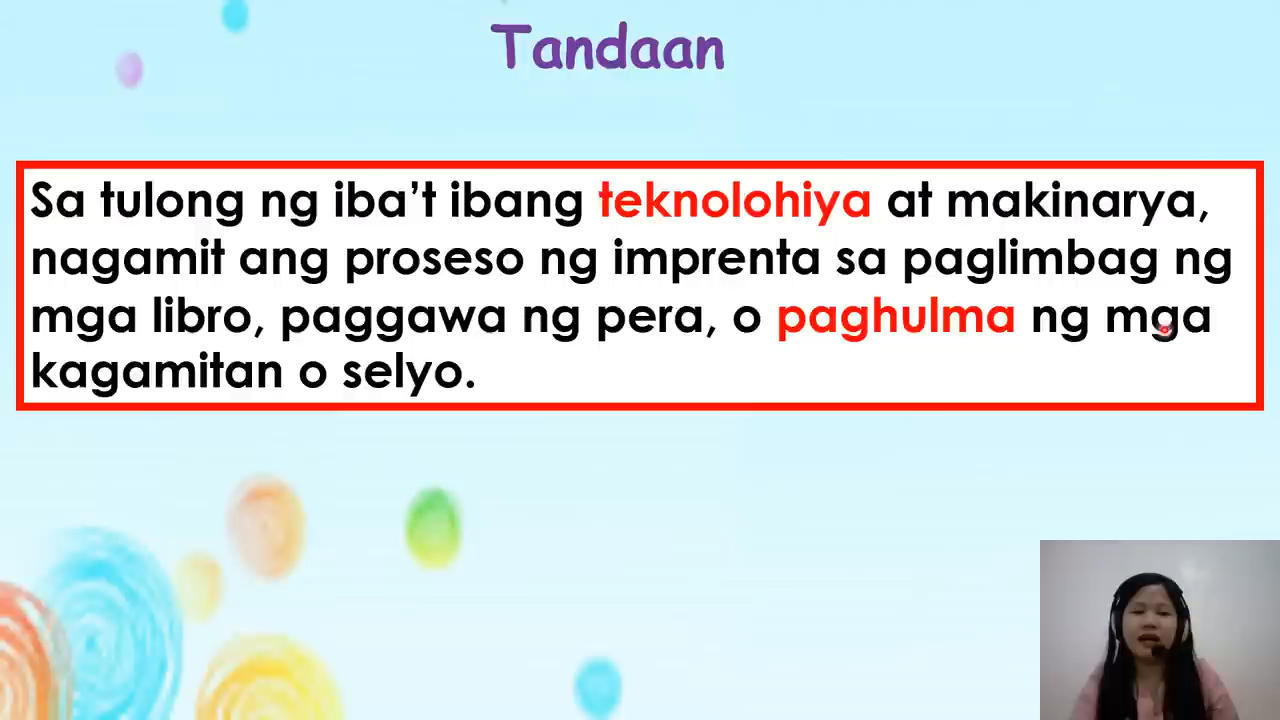 Tandaan
Sa tulong ng iba’t ibang teknolohiya at makinarya,
nagamit ang proseso ng imprenta sa paglimbag ng
mga libro, paggawa ng pera, o paghulma ng mga
kagamitan o selyo.